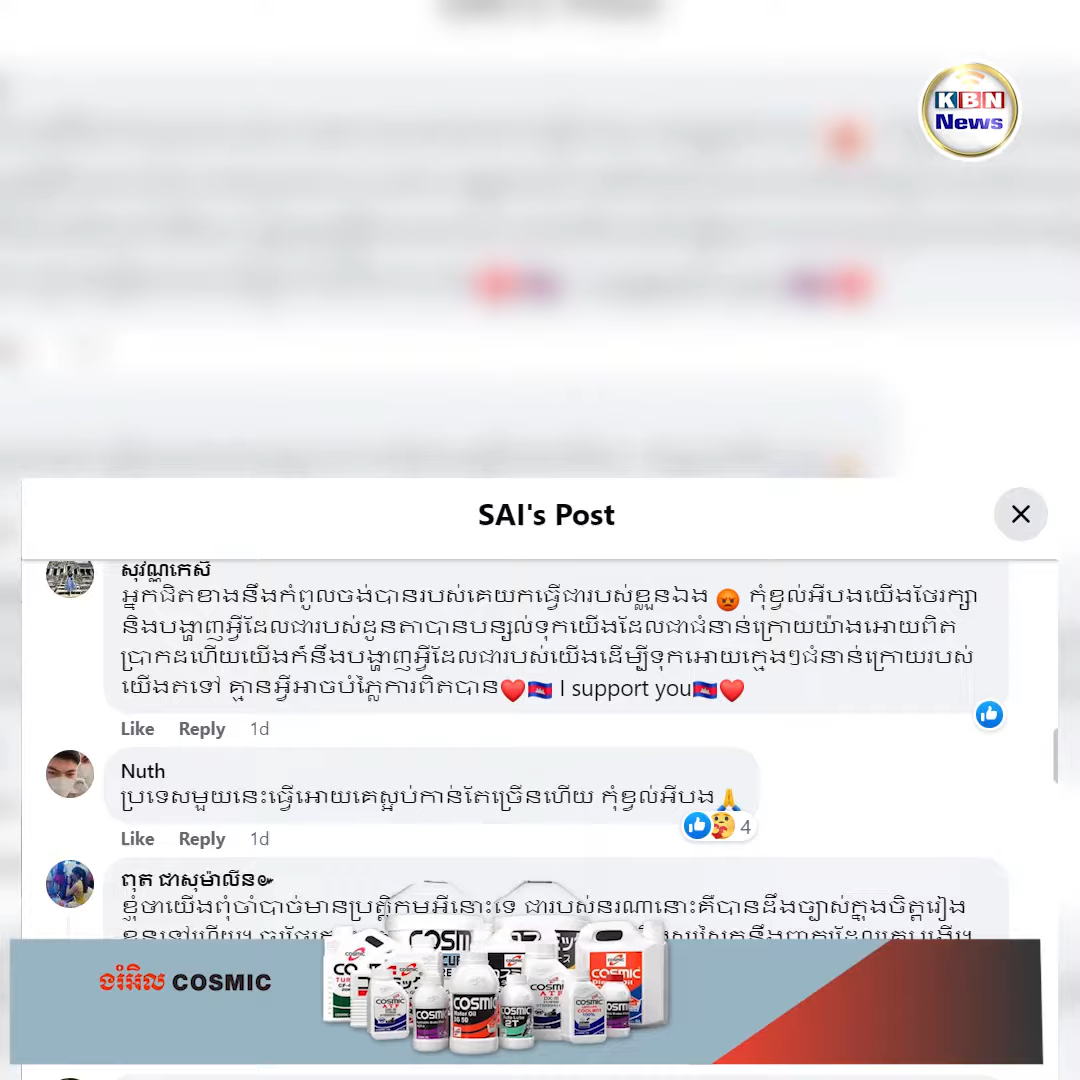 KBN
News
SAI's Post
សុវណ្ណកេសី
អ្នកជិតខាងនឹងកំពូលចង់បានរបស់គេយកធ្វើជារបស់ខ្លួនឯង 😡 កុំខ្វល់អីបងយើងថែរក្សា
និងបង្ហាញអ្វីដែលជារបស់ដូនតាបានបន្សល់ទុកយើងដែលជាជំនាន់ក្រោយយ៉ាងអោយពិត
ប្រាកដហើយយើងក៏នឹងបង្ហាញអ្វីដែលជារបស់យើងដើម្បីទុកអោយក្មេងៗជំនាន់ក្រោយរបស់
យើងតទៅ គ្មានអ្វីអាចបំភ្លៃការពិតបាន❤️🇰🇭 I support you🇰🇭❤️
Like Reply 1d
Nuth
ប្រទេសមួយនេះធ្វើអោយគេស្អប់កាន់តែច្រើនហើយ កុំខ្វល់អីបង🙏
4
Like Reply 1d
ពុត ជាសុម៉ាលីន
ខ្ញុំថាយើងពុំចាំបាច់មានប្រត្តិកមអីនោះទេ ជារបស់នរណានោះគឺបានដឹងច្បាស់ក្នុងចិត្តរៀង
ខរំអិល COSMIC
COSMIC
COSMIC
COSMIC
Motor Oil
COSMIC
2T
COSMIC
ATF
COSMIC
COOLANT